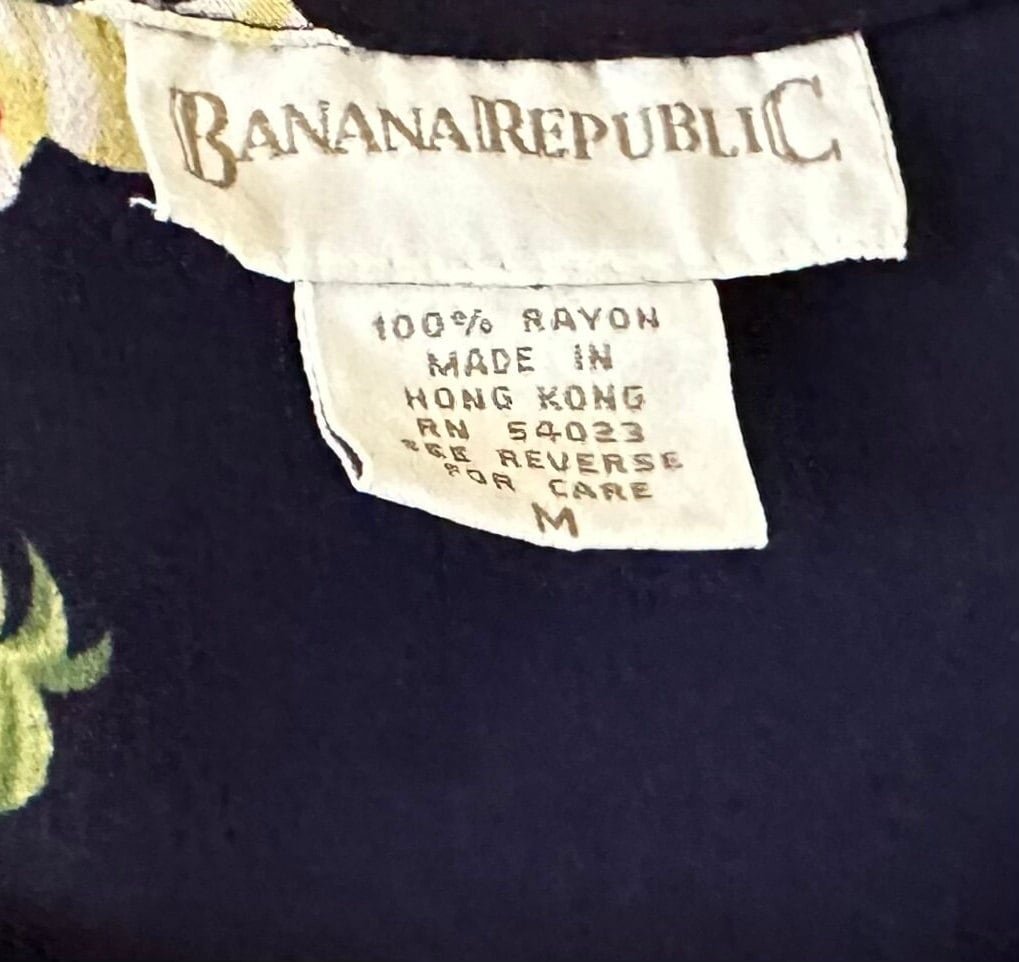 BANANA REPUBLIC
100% RAYON
MADE IN
HONG KONG
RN 54023
SEE REVERSE
FOR CARE
M